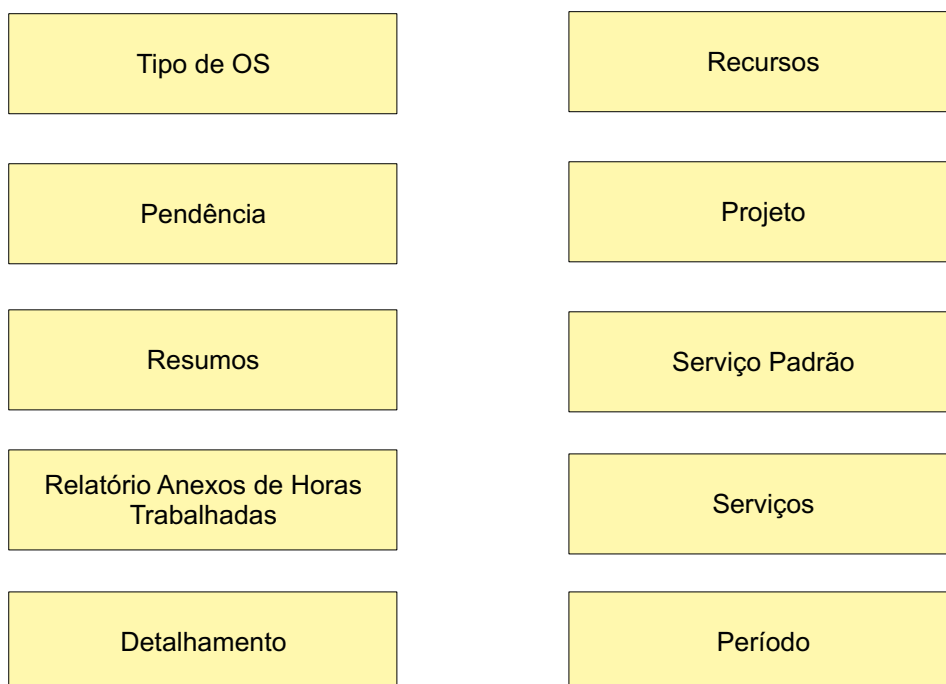 Tipo de OS
Recursos
Pendência
Projeto
Resumos
Serviço Padrão
Relatório Anexos de Horas
Trabalhadas
Serviços
Detalhamento
Período